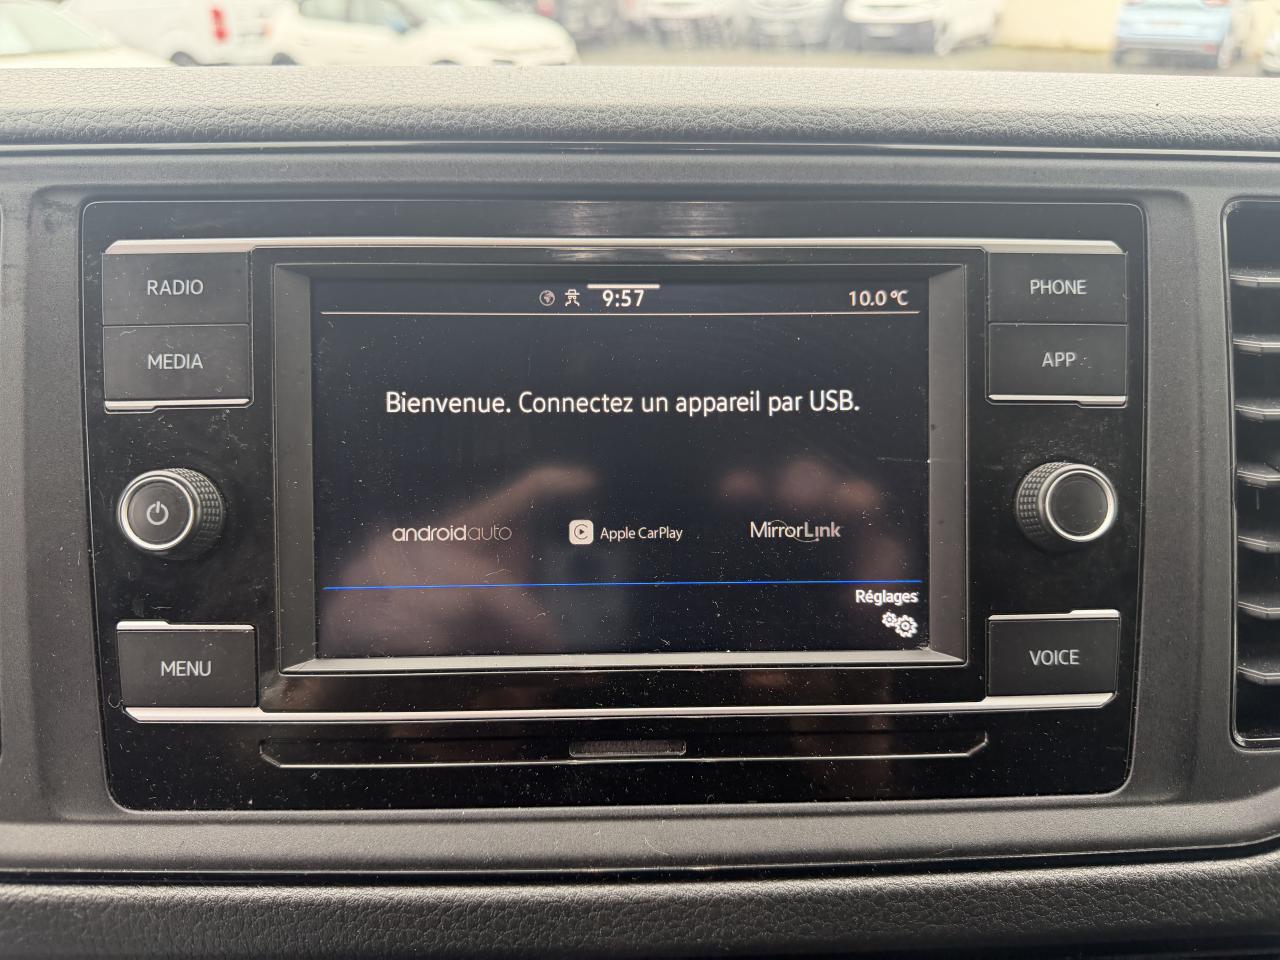 RADIO
MEDIA
MENU
9:57
10.0 °C
Bienvenue. Connectez un appareil par USB.
androidauto
Apple CarPlay
MirrorLink
Réglages
PHONE
APP
VOICE